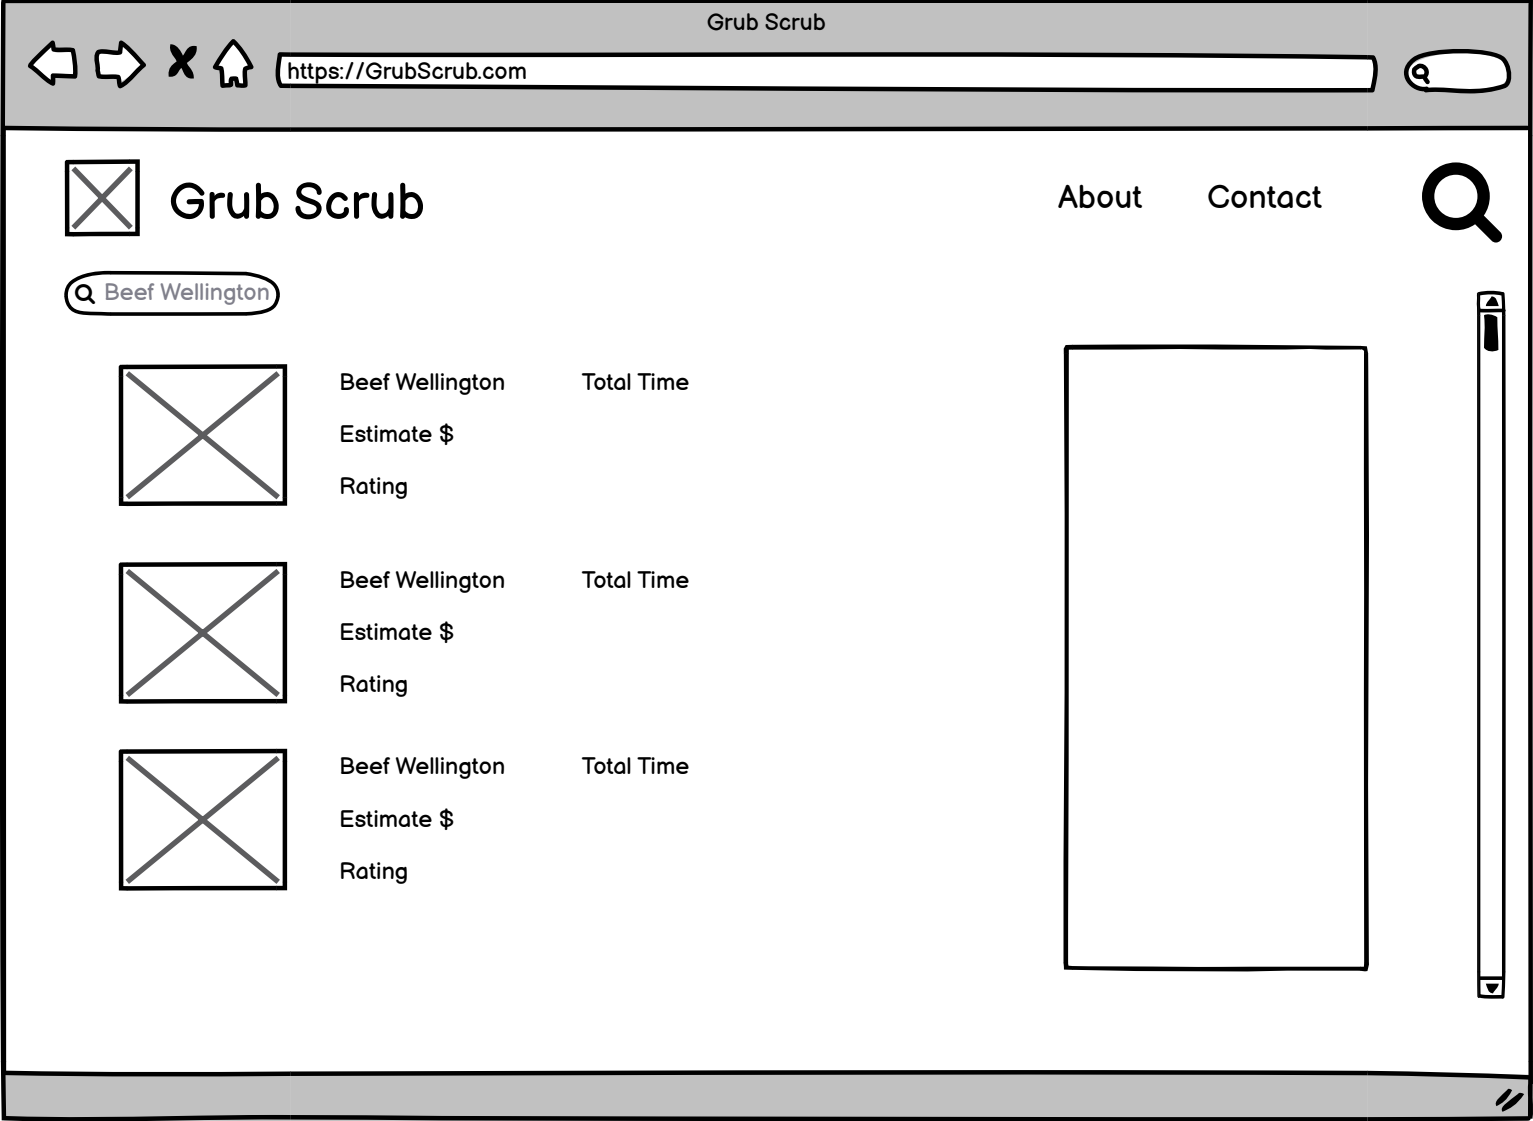 Grub Scrub
https://GrubScrub.com
Grub Scrub
About
Contact
Beef Wellington
Beef Wellington
Total Time
Estimate $
Rating
Beef Wellington
Total Time
Estimate $
Rating
Beef Wellington
Total Time
Estimate $
Rating